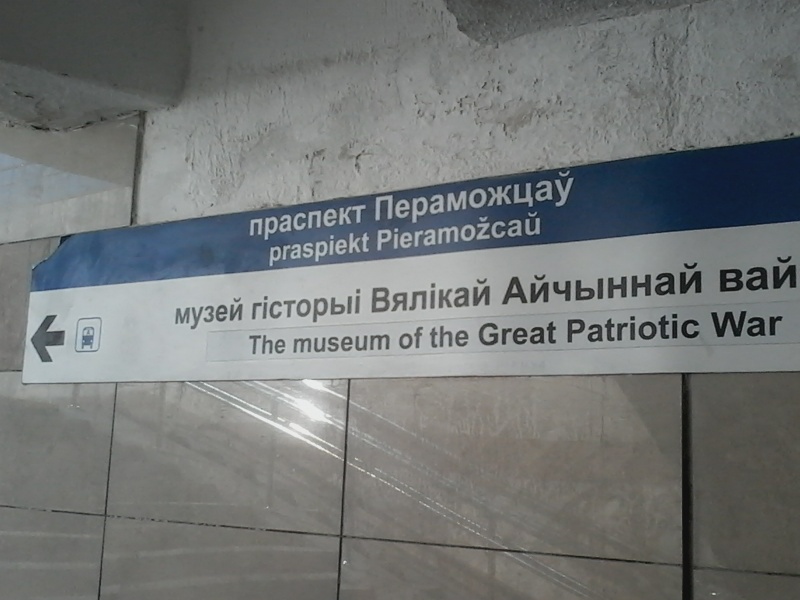 праспект Пераможцаў
praspiekt Pieramožcaŭ
музей гісторыі Вялікай Айчыннай вай
The museum of the Great Patriotic War